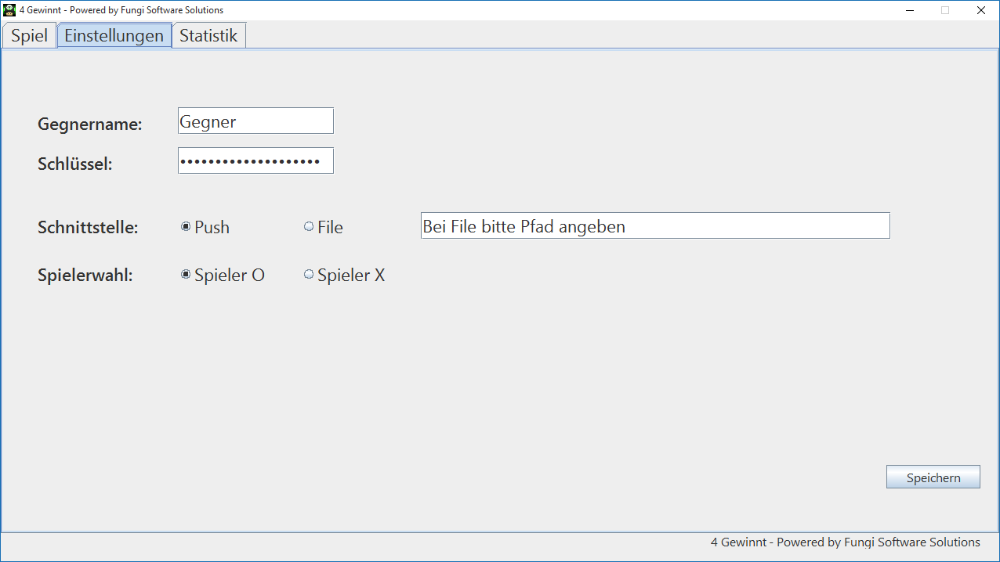 4 Gewinnt - Powered by Fungi Software Solutions
Spiel Einstellungen Statistik
Gegnername: Gegner
Schlüssel: ••••••••••••••••••••
Schnittstelle: Push File Bei File bitte Pfad angeben
Spielerwahl: Spieler O Spieler X
Speichern
4 Gewinnt - Powered by Fungi Software Solutions